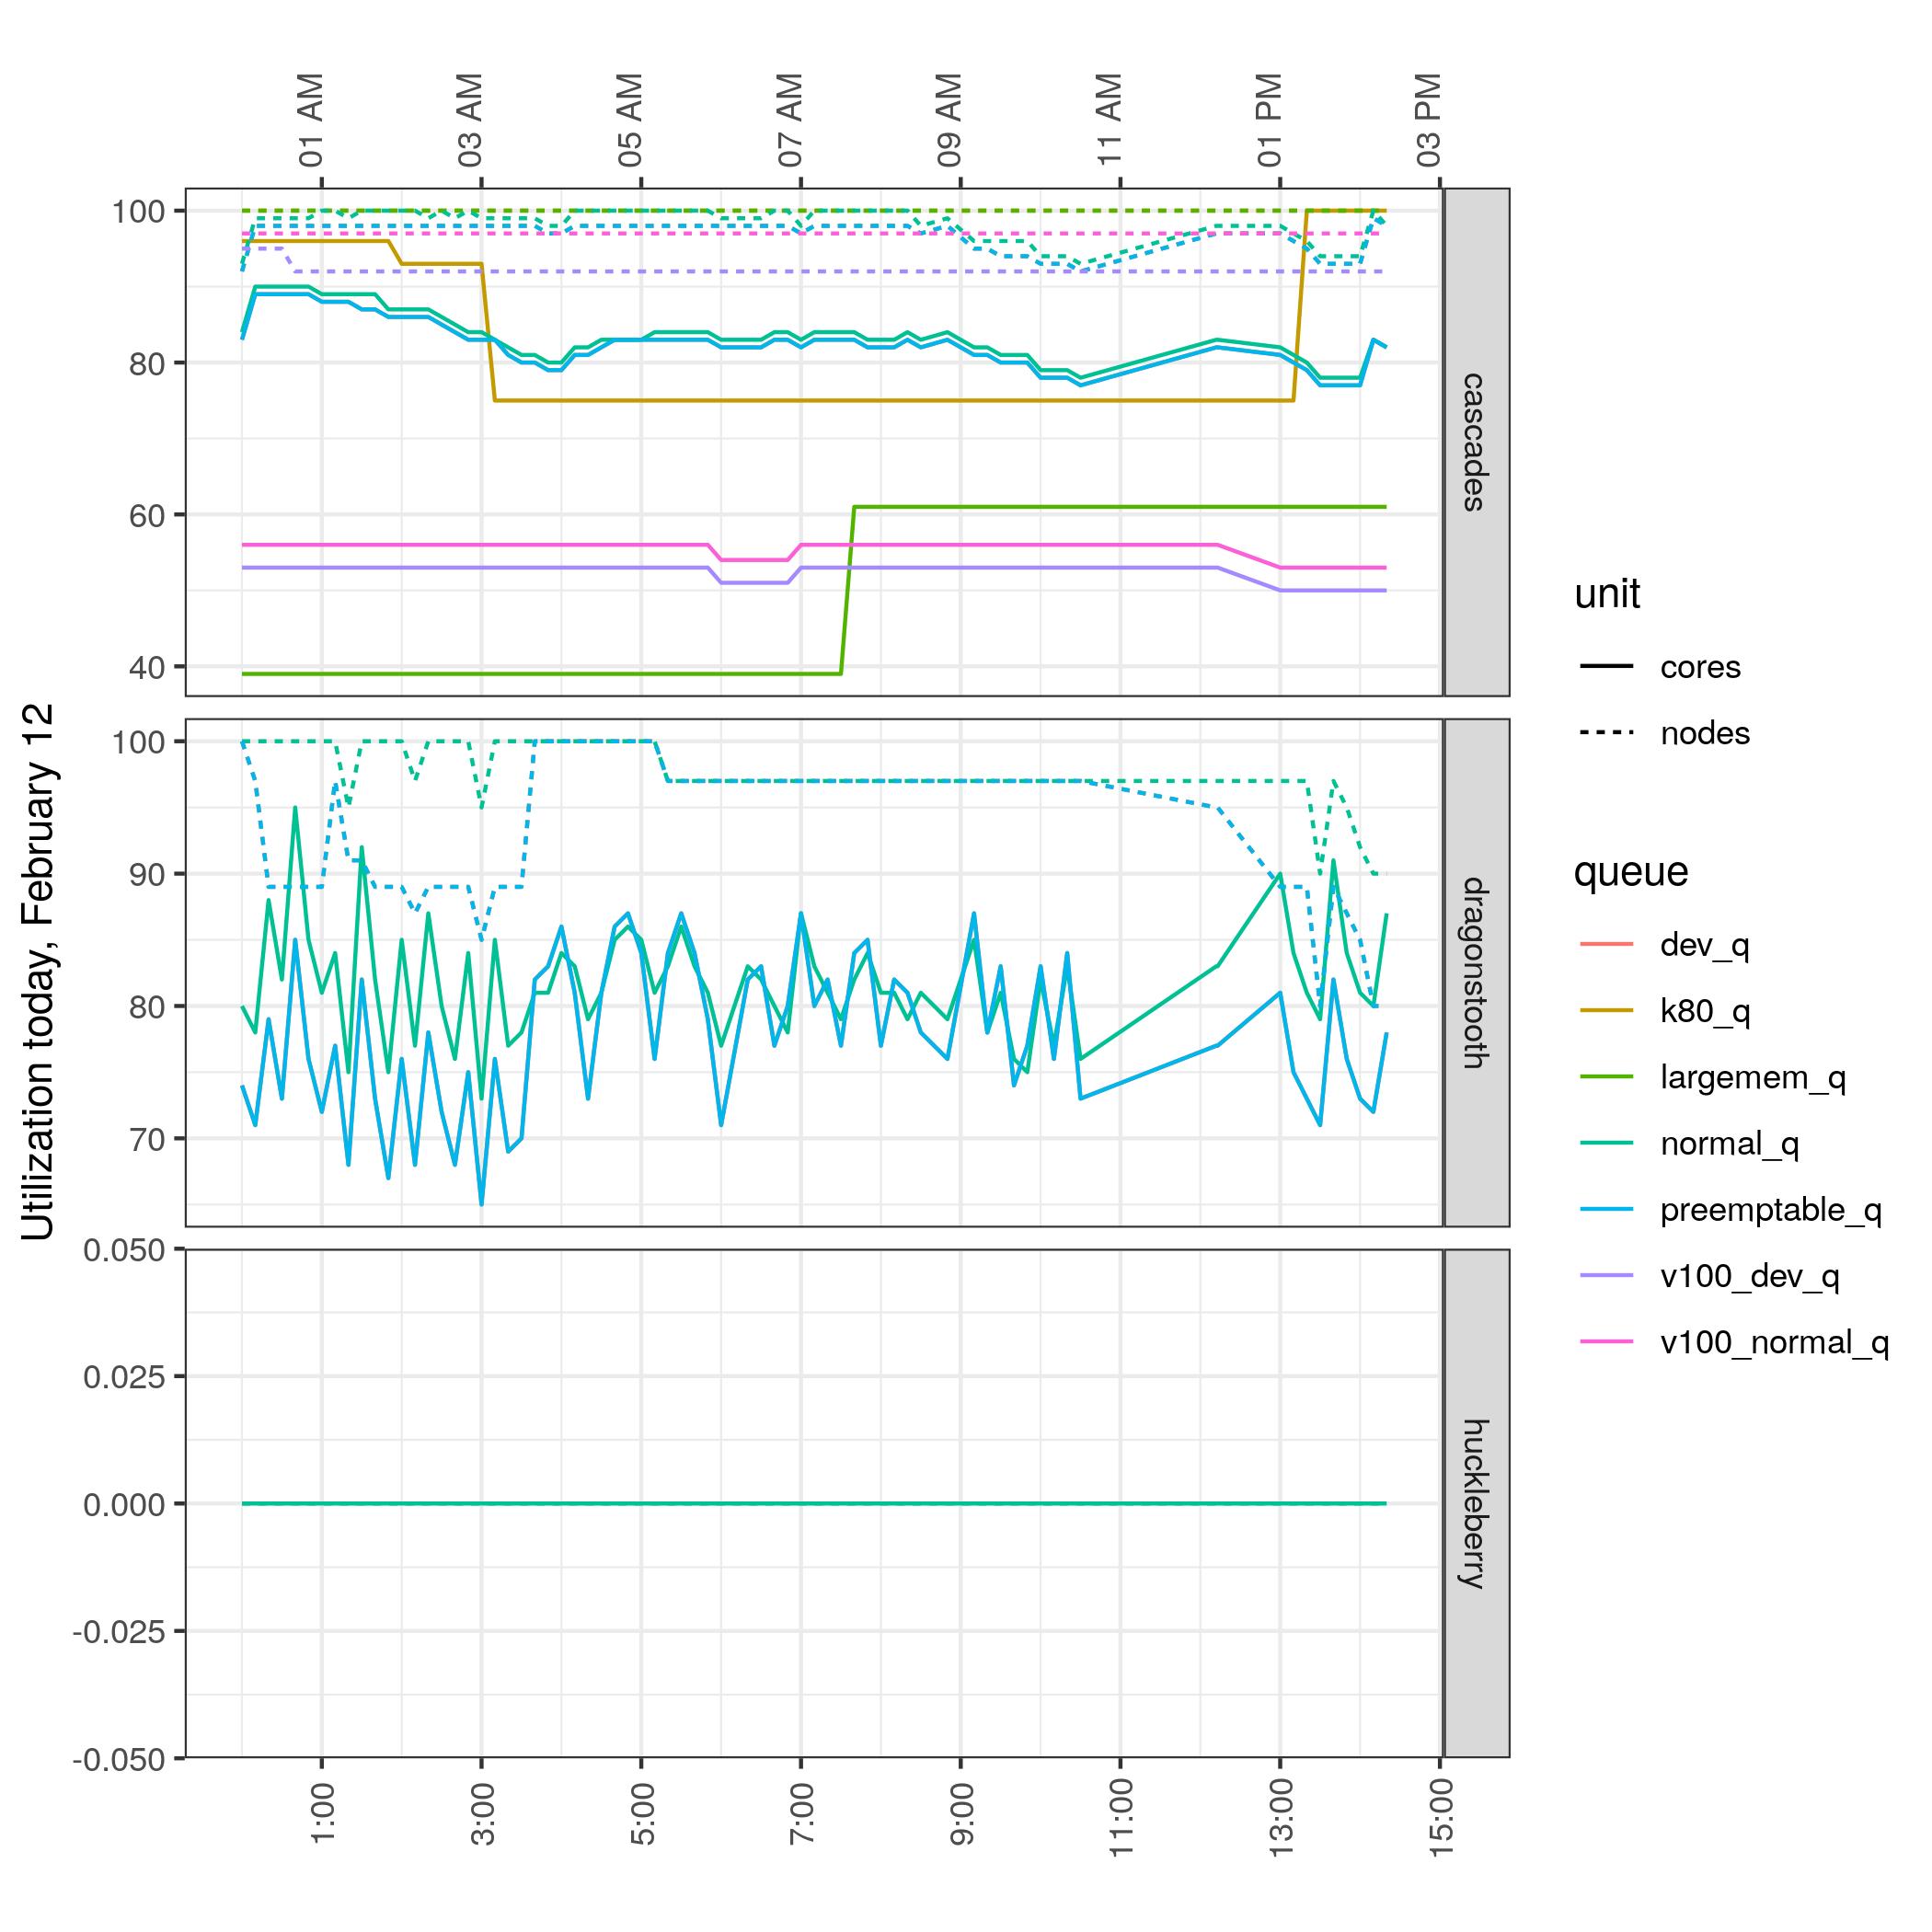 01 AM
03 AM
05 AM
07 AM
09 AM
11 AM
01 PM
03 PM
Utilization today, February 12
100
80
60
40
cascades
100
90
80
70
dragonstooth
0.050
0.025
0.000
-0.025
-0.050
huckleberry
1:00
3:00
5:00
7:00
9:00
11:00
13:00
15:00
unit
cores
nodes
queue
dev_q
k80_q
largemem_q
normal_q
preemptable_q
v100_dev_q
v100_normal_q